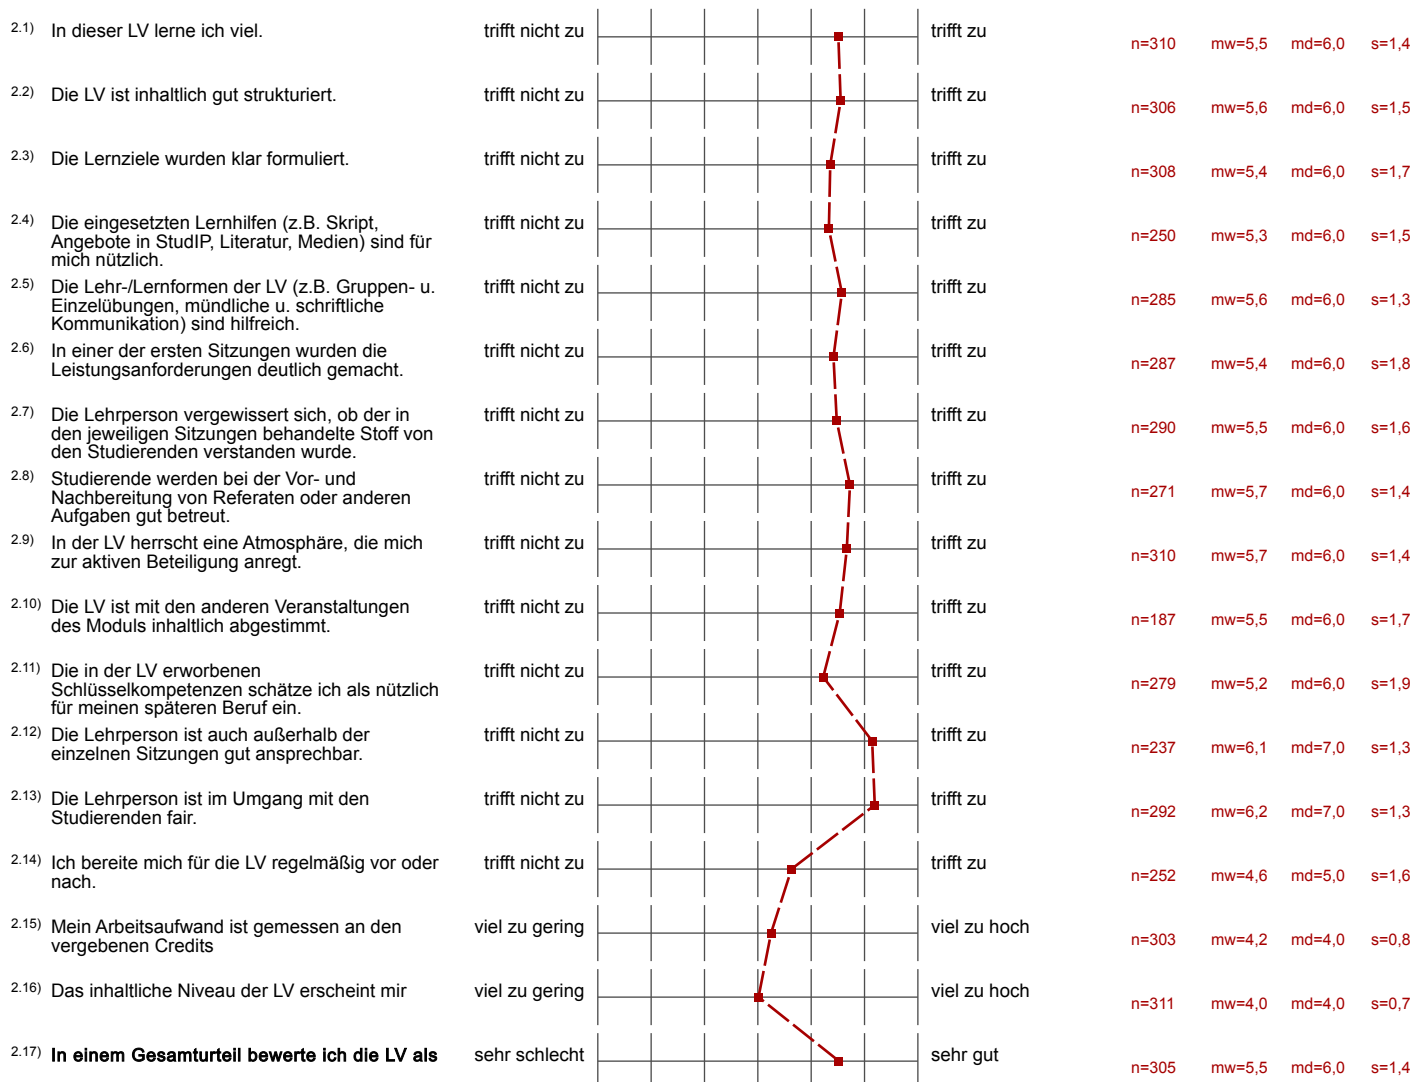 2.1) In dieser LV lerne ich viel. trifft nicht zu trifft zu n=310 mw=5,5 md=6,0 s=1,4
2.2) Die LV ist inhaltlich gut strukturiert. trifft nicht zu trifft zu n=306 mw=5,6 md=6,0 s=1,5
2.3) Die Lernziele wurden klar formuliert. trifft nicht zu trifft zu n=308 mw=5,4 md=6,0 s=1,7
2.4) Die eingesetzten Lernhilfen (z.B. Skript, trifft nicht zu trifft zu
Angebote in StudIP, Literatur, Medien) sind für n=250 mw=5,3 md=6,0 s=1,5
mich nützlich.
2.5) Die Lehr-/Lernformen der LV (z.B. Gruppen- u. trifft nicht zu trifft zu
Einzelübungen, mündliche u. schriftliche n=285 mw=5,6 md=6,0 s=1,3
Kommunikation) sind hilfreich.
2.6) In einer der ersten Sitzungen wurden die trifft nicht zu trifft zu
Leistungsanforderungen deutlich gemacht. n=287 mw=5,4 md=6,0 s=1,8
2.7) Die Lehrperson vergewissert sich, ob der in trifft nicht zu trifft zu
den jeweiligen Sitzungen behandelte Stoff von n=290 mw=5,5 md=6,0 s=1,6
den Studierenden verstanden wurde.
2.8) Studierende werden bei der Vor- und trifft nicht zu trifft zu
Nachbereitung von Referaten oder anderen n=271 mw=5,7 md=6,0 s=1,4
Aufgaben gut betreut.
2.9) In der LV herrscht eine Atmosphäre, die mich trifft nicht zu trifft zu
zur aktiven Beteiligung anregt. n=310 mw=5,7 md=6,0 s=1,4
2.10) Die LV ist mit den anderen Veranstaltungen trifft nicht zu trifft zu
des Moduls inhaltlich abgestimmt. n=187 mw=5,5 md=6,0 s=1,7
2.11) Die in der LV erworbenen trifft nicht zu trifft zu
Schlüsselkompetenzen schätze ich als nützlich n=279 mw=5,2 md=6,0 s=1,9
für meinen späteren Beruf ein.
2.12) Die Lehrperson ist auch außerhalb der trifft nicht zu trifft zu
einzelnen Sitzungen gut ansprechbar. n=237 mw=6,1 md=7,0 s=1,3
2.13) Die Lehrperson ist im Umgang mit den trifft nicht zu trifft zu
Studierenden fair. n=292 mw=6,2 md=7,0 s=1,3
2.14) Ich bereite mich für die LV regelmäßig vor oder trifft nicht zu trifft zu
nach. n=252 mw=4,6 md=5,0 s=1,6
2.15) Mein Arbeitsaufwand ist gemessen an den viel zu gering viel zu hoch
vergebenen Credits n=303 mw=4,2 md=4,0 s=0,8
2.16) Das inhaltliche Niveau der LV erscheint mir viel zu gering viel zu hoch n=311 mw=4,0 md=4,0 s=0,7
2.17) In einem Gesamturteil bewerte ich die LV als sehr schlecht sehr gut n=305 mw=5,5 md=6,0 s=1,4